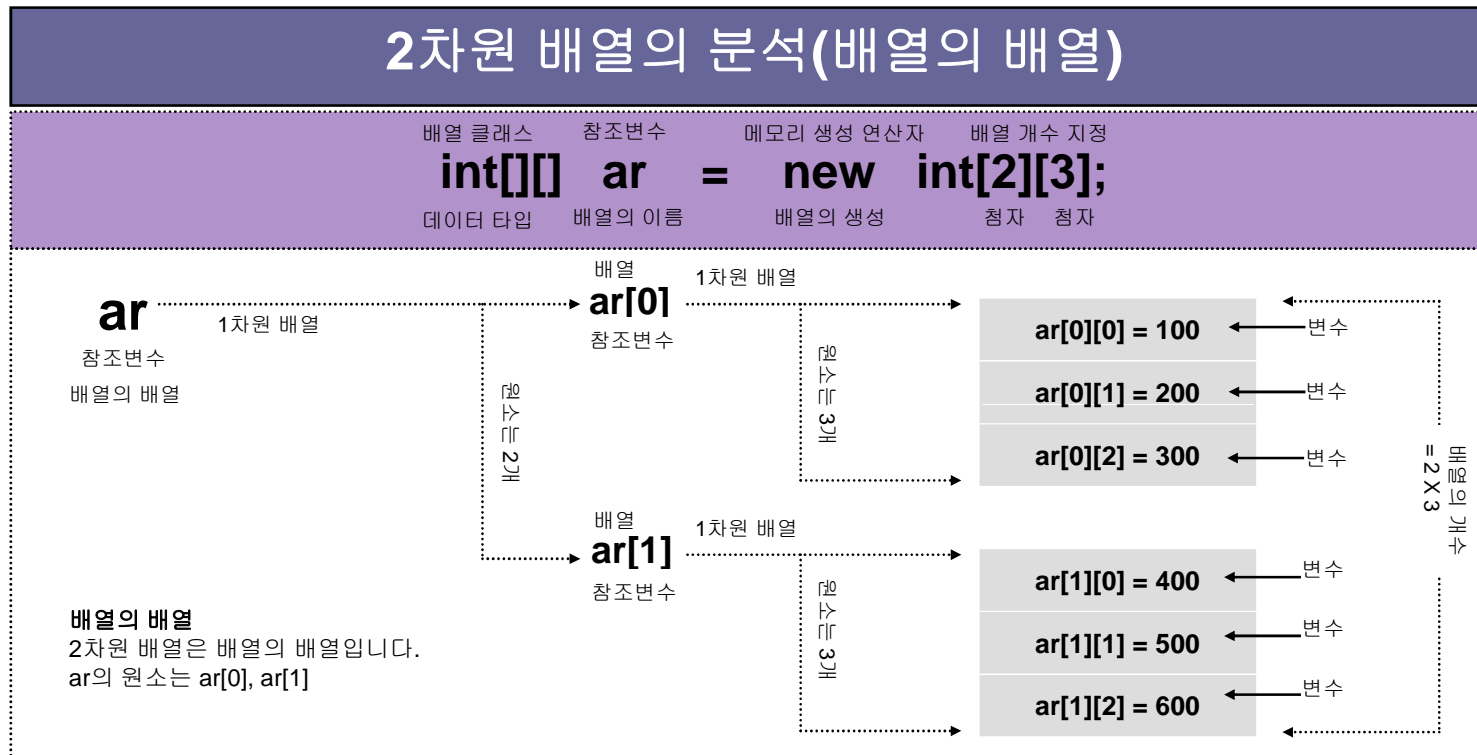 2차원 배열의 분석(배열의 배열)
배열 클래스 참조변수 메모리 생성 연산자 배열 개수 지정
int[][] ar = new int[2][3];
데이터 타입 배열의 이름 배열의 생성 첨자 첨자
ar
1차원 배열
참조변수
배열의 배열
원소는 2개
배열
ar[0]
참조변수
1차원 배열
원소는 3개
ar[0][0] = 100 변수
ar[0][1] = 200 변수
ar[0][2] = 300 변수
배열
ar[1]
참조변수
1차원 배열
원소는 3개
ar[1][0] = 400 변수
ar[1][1] = 500 변수
ar[1][2] = 600 변수
배열의 개수
= 2 X 3
배열의 배열
2차원 배열은 배열의 배열입니다.
ar의 원소는 ar[0], ar[1]